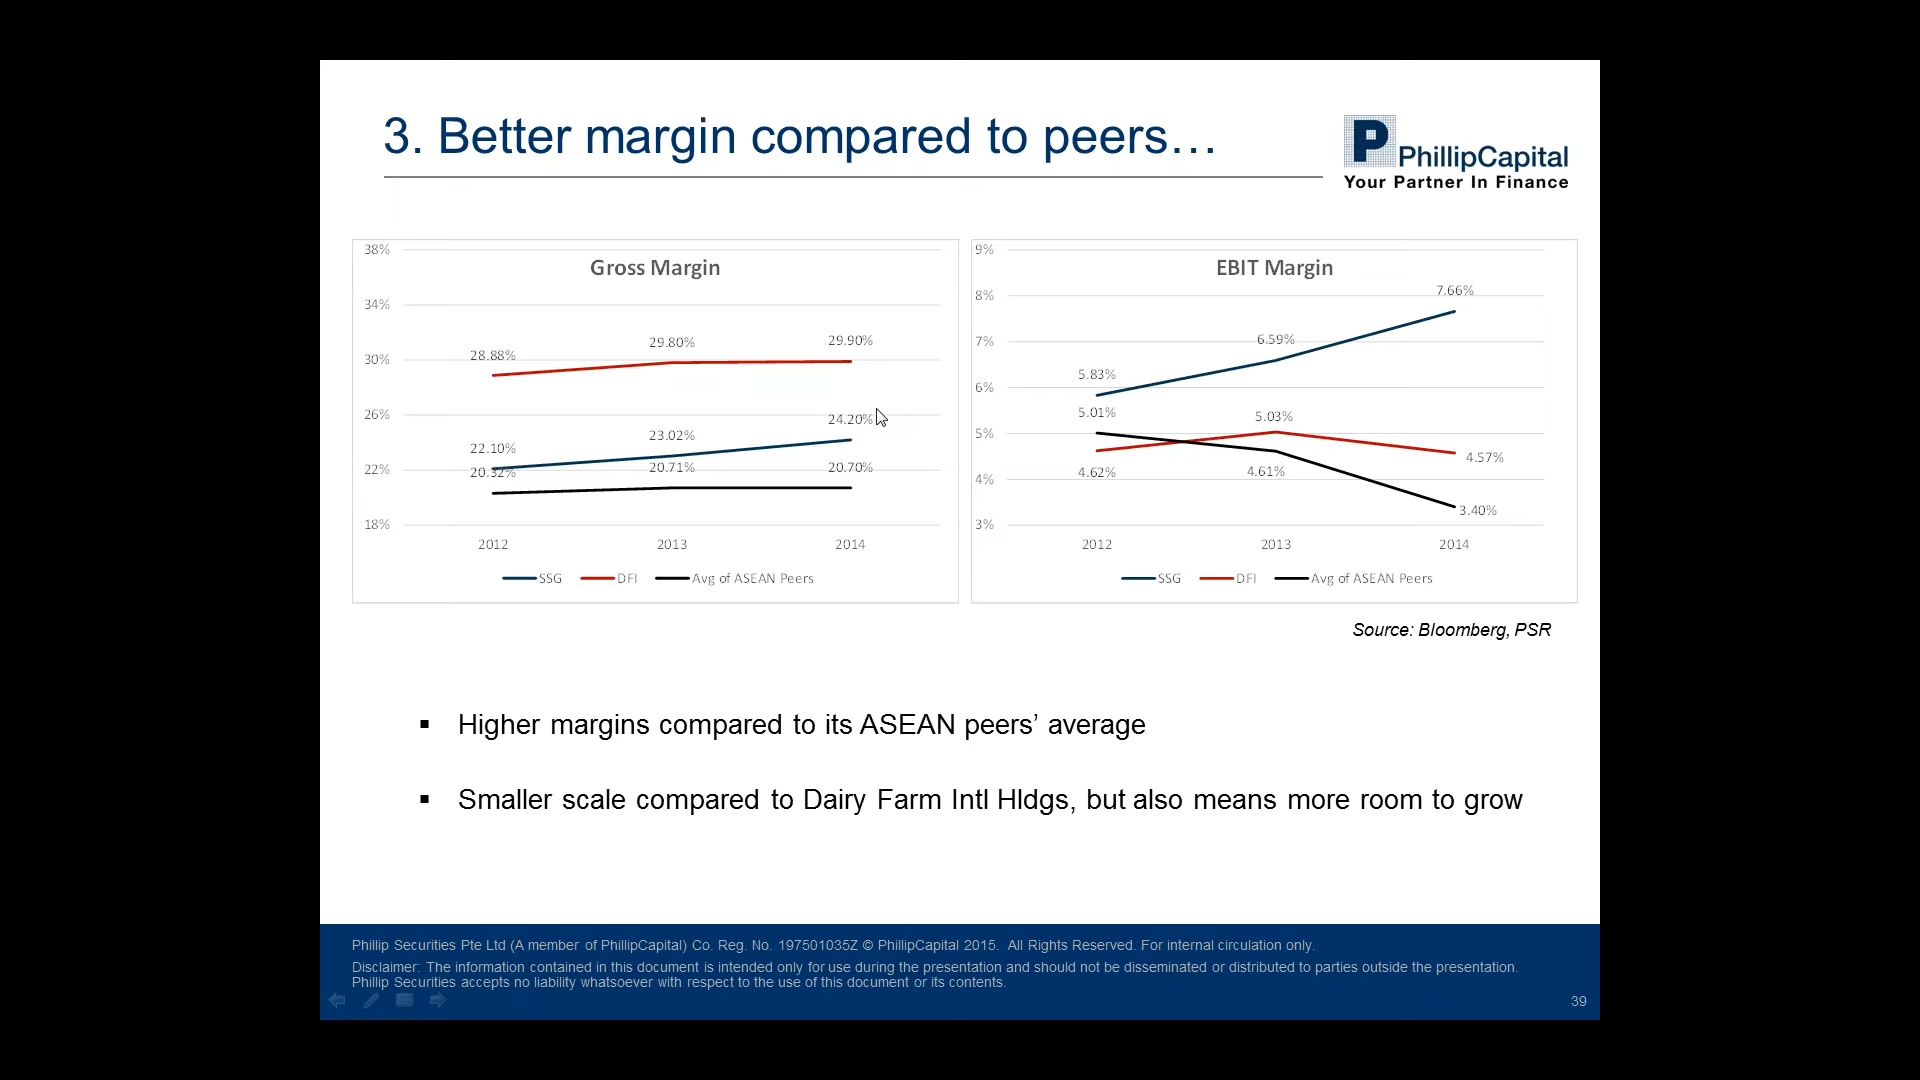 3. Better margin compared to peers…
P
PhillipCapital
Your Partner In Finance
Gross Margin
38%
34%
30%
26%
22%
18%
28.88%
29.80%
29.90%
22.10%
23.02%
24.20%
20.32%
20.71%
20.70%
2012 2013 2014
SSG DFI Avg of ASEAN Peers
EBIT Margin
9%
8%
7%
6%
5%
4%
3%
5.83%
6.59%
7.66%
5.01%
5.03%
4.57%
4.62%
4.61%
3.40%
2012 2013 2014
SSG DFI Avg of ASEAN Peers
Source: Bloomberg, PSR
▪ Higher margins compared to its ASEAN peers’ average
▪ Smaller scale compared to Dairy Farm Intl Hldgs, but also means more room to grow
Phillip Securities Pte Ltd (A member of PhillipCapital) Co. Reg. No. 197501035Z © PhillipCapital 2015. All Rights Reserved. For internal circulation only.
Disclaimer: The information contained in this document is intended only for use during the presentation and should not be disseminated or distributed to parties outside the presentation.
Phillip Securities accepts no liability whatsoever with respect to the use of this document or its contents.
39